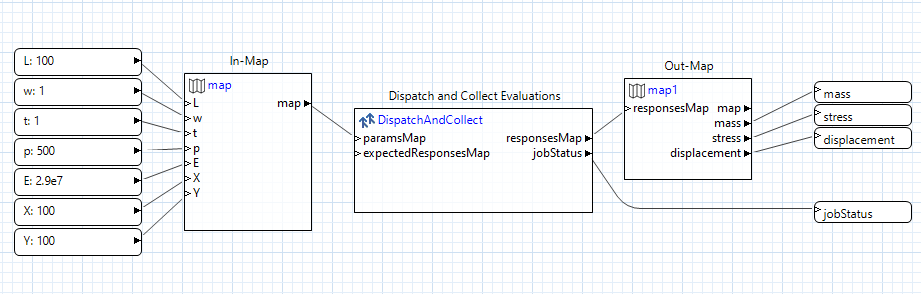 L: 100
w: 1
t: 1
p: 500
E: 2.9e7
X: 100
Y: 100
In-Map
map
L
map
w
t
p
E
X
Y
Dispatch and Collect Evaluations
DispatchAndCollect
paramsMap
responsesMap
expectedResponsesMap
jobStatus
Out-Map
map1
responsesMap
map
mass
stress
displacement
mass
stress
displacement
jobStatus